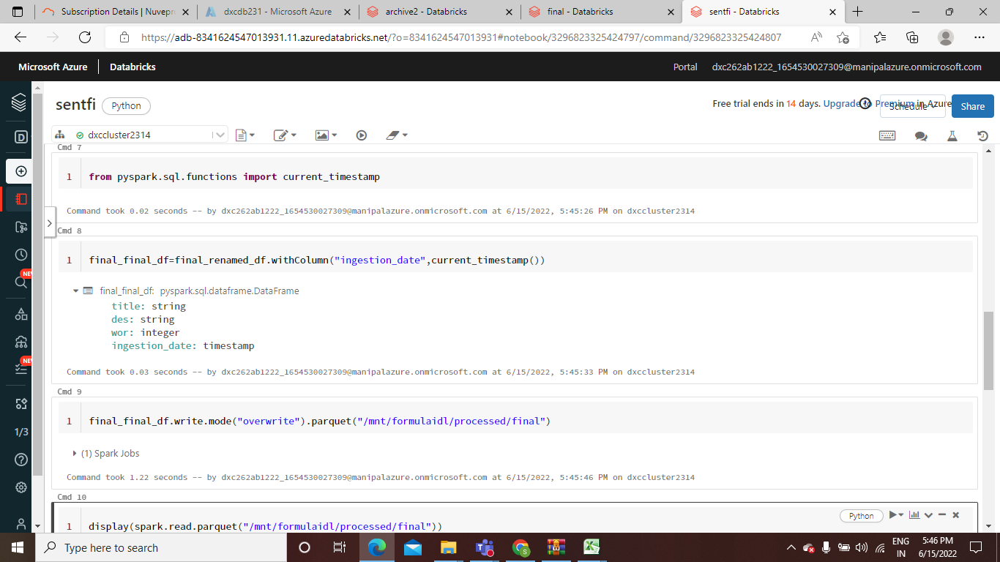 Subscription Details | Nuvepr
dxcdb231 - Microsoft Azure
archive2 - Databricks
final - Databricks
sentfi - Databricks
https://adb-8341624547013931.11.azuredatabricks.net/?o=8341624547013931#notebook/3296823325424797/command/3296823325424807
Microsoft Azure
Databricks
Portal
dxc262ab1222_1654530027309@manipalazure.onmicrosoft.com
sentfi
Python
Free trial ends in 14 days. Upgrade to Premium in Azure
Schedule
Share
dxccluster2314
Cmd 7
1 from pyspark.sql.functions import current_timestamp
Command took 0.02 seconds -- by dxc262ab1222_1654530027309@manipalazure.onmicrosoft.com at 6/15/2022, 5:45:26 PM on dxccluster2314
Cmd 8
1 final_final_df=final_renamed_df.withColumn("ingestion_date",current_timestamp())
final_final_df: pyspark.sql.dataframe.DataFrame
title: string
des: string
wor: integer
ingestion_date: timestamp
Command took 0.03 seconds -- by dxc262ab1222_1654530027309@manipalazure.onmicrosoft.com at 6/15/2022, 5:45:33 PM on dxccluster2314
Cmd 9
1 final_final_df.write.mode("overwrite").parquet("/mnt/formulaidl/processed/final")
(1) Spark Jobs
Command took 1.22 seconds -- by dxc262ab1222_1654530027309@manipalazure.onmicrosoft.com at 6/15/2022, 5:45:46 PM on dxccluster2314
Cmd 10
Python
1 display(spark.read.parquet("/mnt/formulaidl/processed/final"))
D
NEW
NEW
1/3
Type here to search
S
ENG
IN
5:46 PM
6/15/2022